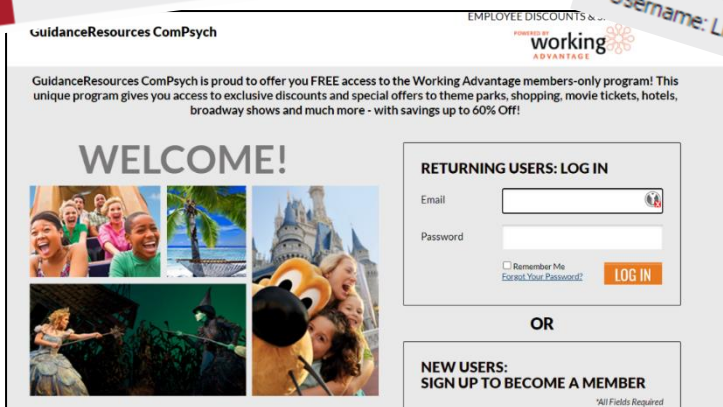 EMPLOYEE DISCOUNTS &
Username:
GuidanceResources ComPsych
POWERED BY
working
ADVANTAGE
GuidanceResources ComPsych is proud to offer you FREE access to the Working Advantage members-only program! This
unique program gives you access to exclusive discounts and special offers to theme parks, shopping, movie tickets, hotels,
broadway shows and much more - with savings up to 60% Off!
WELCOME!
RETURNING USERS: LOG IN
Email
Password
Remember Me
Forgot Your Password?
LOG IN
OR
NEW USERS:
SIGN UP TO BECOME A MEMBER
*All Fields Required